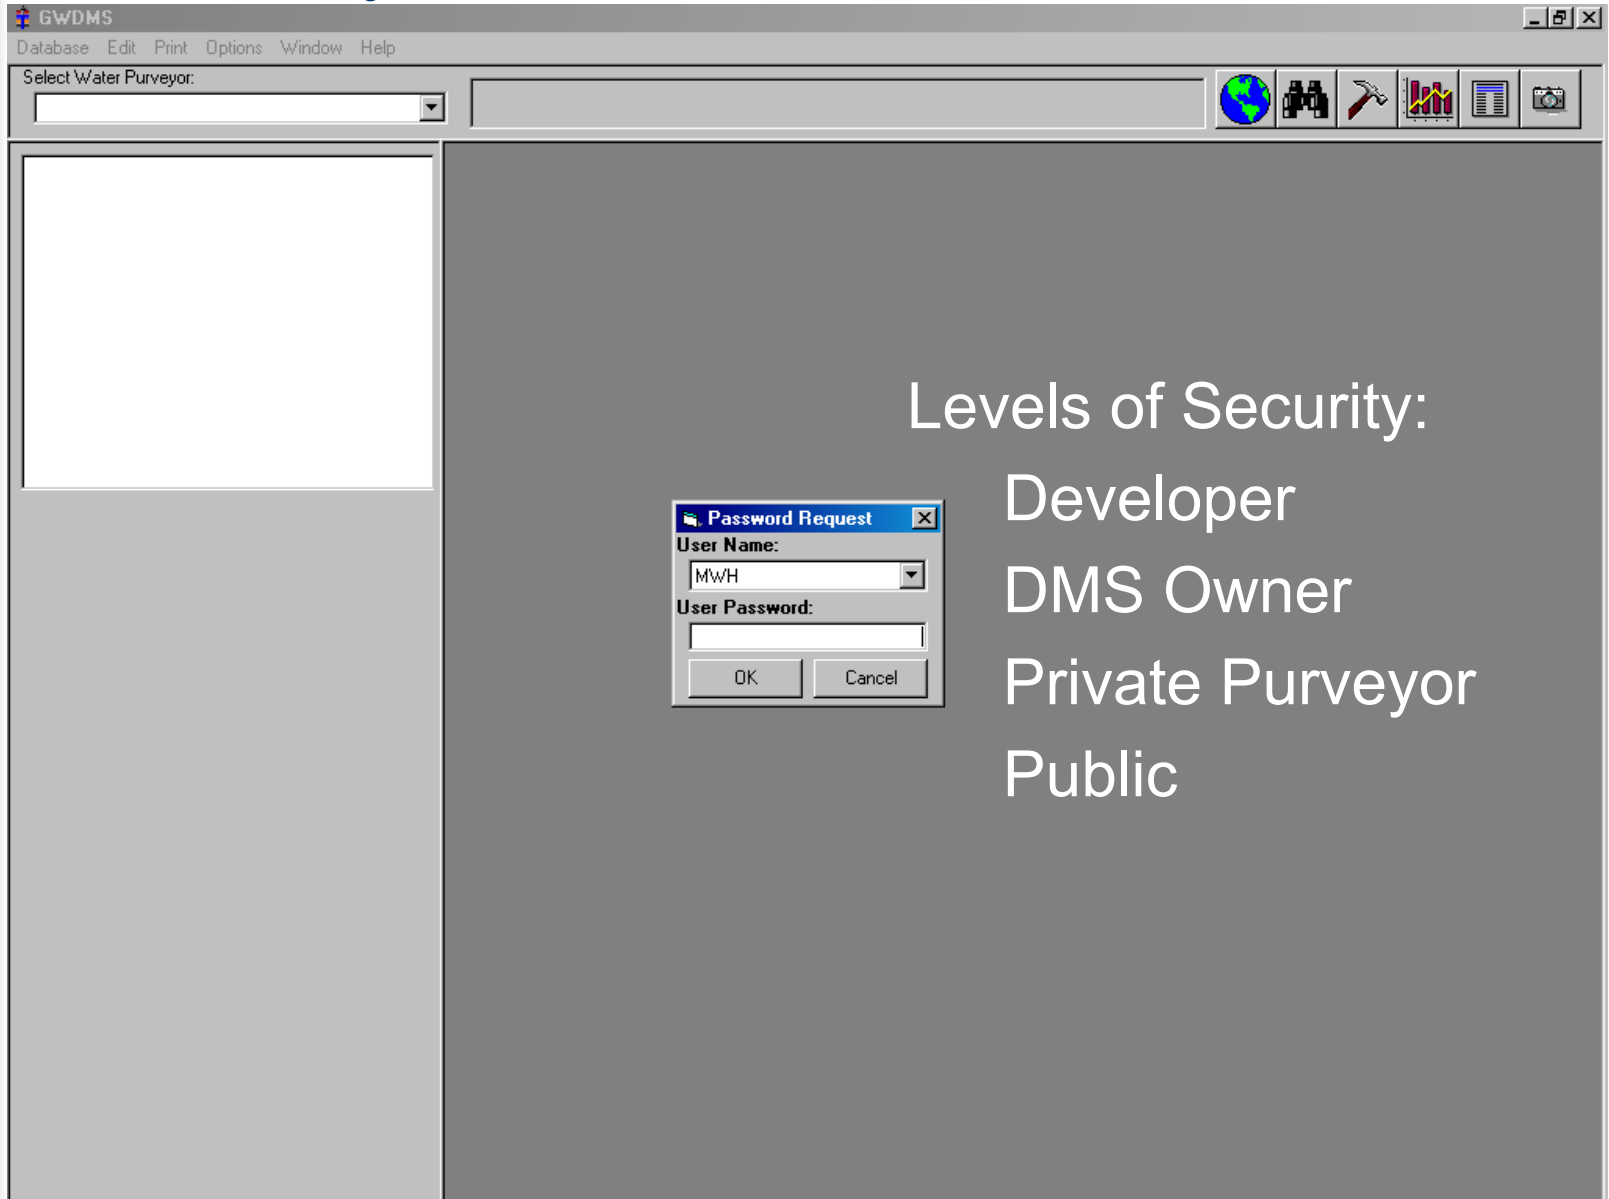 GWDMS
Database Edit Print Options Window Help
Select Water Purveyor:
Levels of Security:
Developer
DMS Owner
Private Purveyor
Public
Password Request
User Name:
MWH
User Password:
OK Cancel